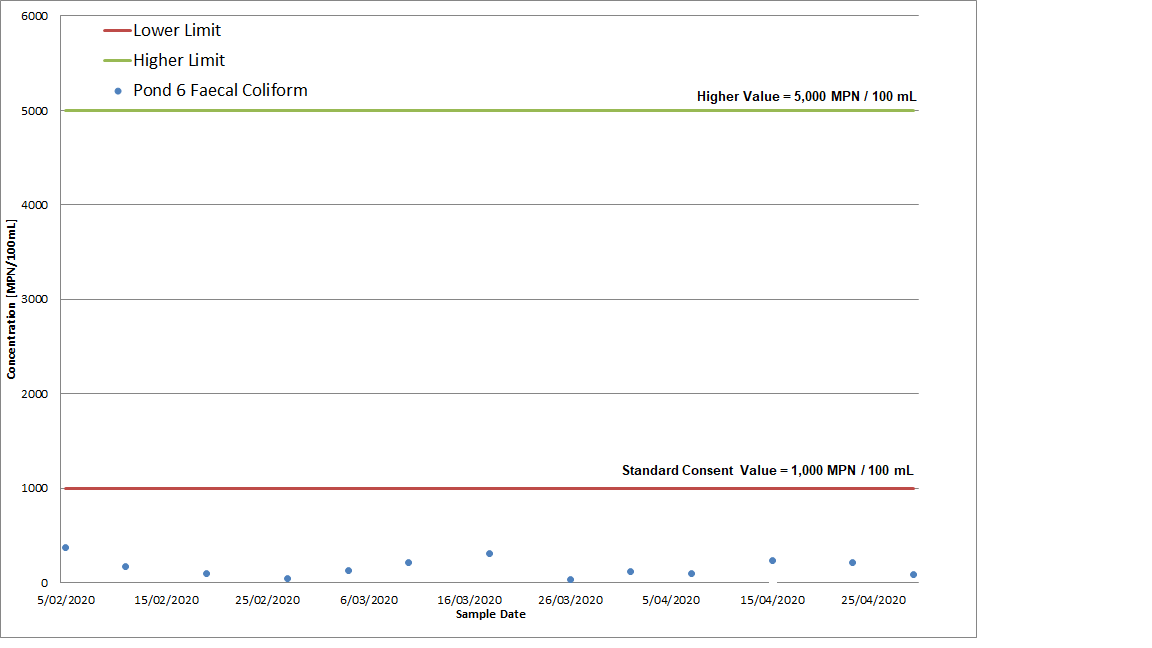 6000
Lower Limit
Higher Limit
Pond 6 Faecal Coliform
Higher Value = 5,000 MPN / 100 mL
5000
4000
Concentration [MPN/100mL]
3000
2000
Standard Consent Value = 1,000 MPN / 100 mL
1000
0
5/02/2020 15/02/2020 25/02/2020 6/03/2020 16/03/2020 26/03/2020 5/04/2020 15/04/2020 25/04/2020
Sample Date